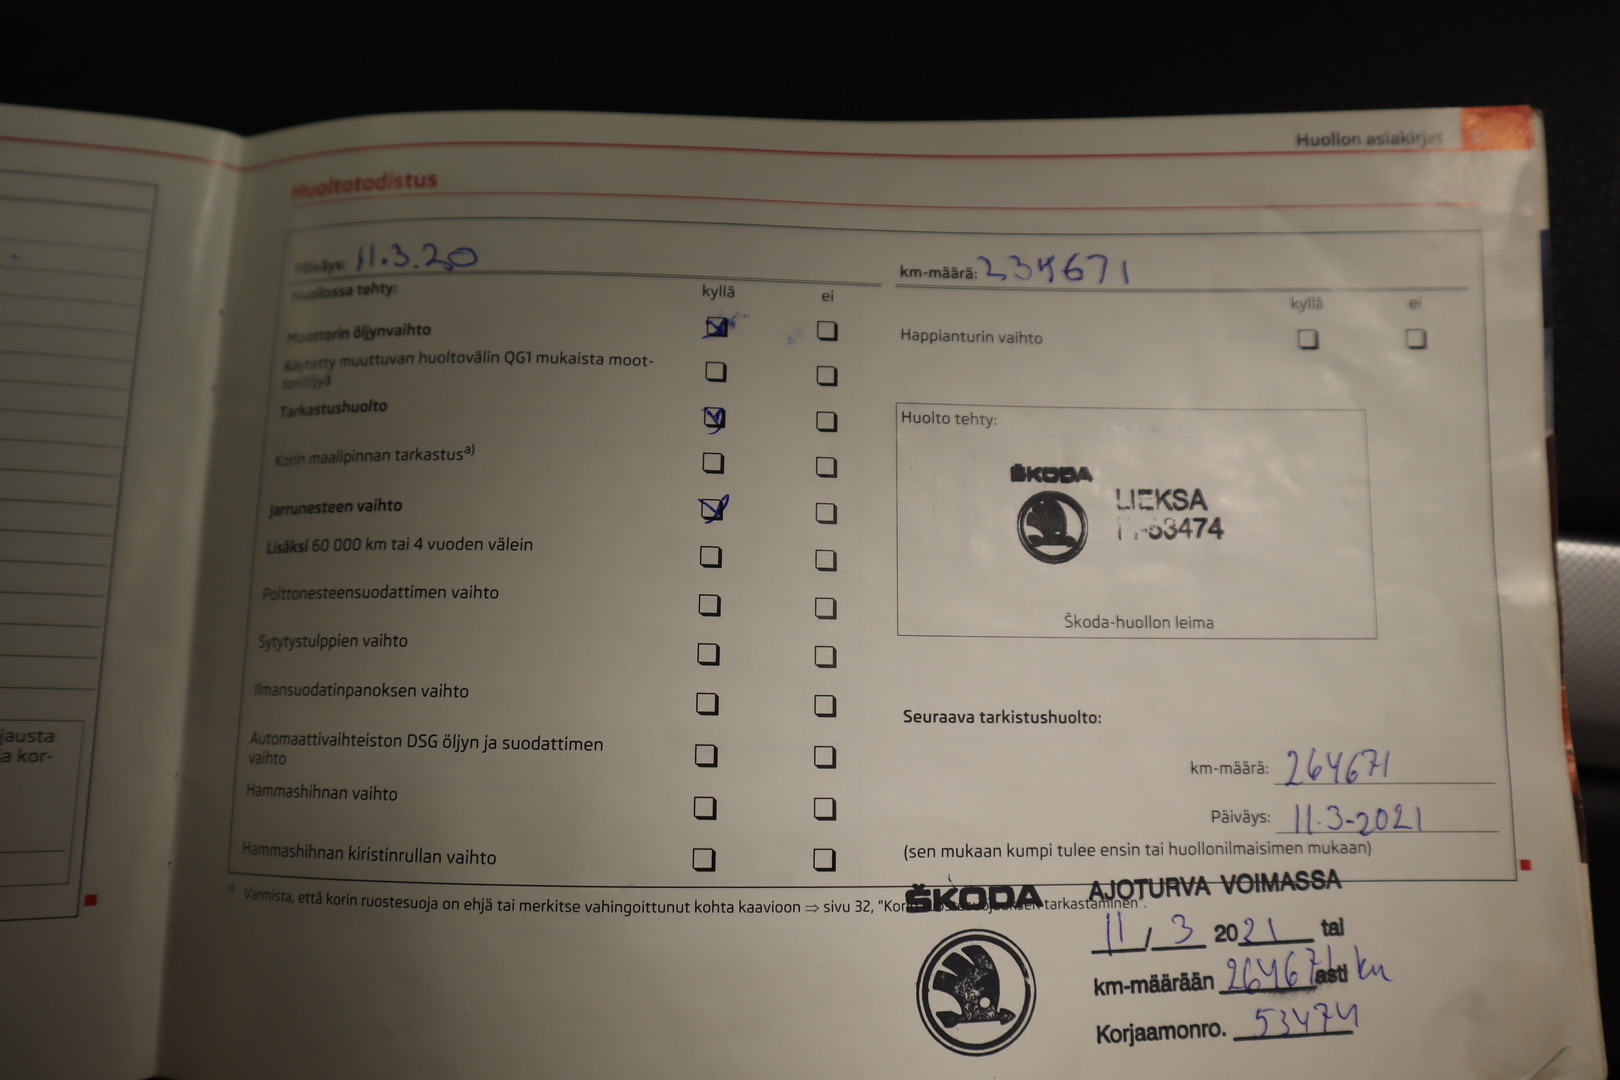 Huollon asiakirjat
Huoltotodistus
Päiväys: 11.3.20
km-määrä: 234671
Huollossa tehty:
kyllä
ei
kyllä
ei
Moottorin öljynvaihto
Happianturin vaihto
Käytetty muuttuvan huoltovälin QG1 mukaista moot-
toriöljyä
Tarkastushuolto
Huolto tehty:
Korin maalipinnan tarkastus a)
ŠKODA
LIEKSA
Jarrunesteen vaihto
Lisäksi 60 000 km tai 4 vuoden välein
Polttonesteensuodattimen vaihto
Škoda-huollon leima
Sytytystulppien vaihto
Ilmansuodatinpanoksen vaihto
Seuraava tarkistushuolto:
jausta
a kor-
Automaattivaihteiston DSG öljyn ja suodattimen
vaihto
km-määrä: 264671
Hammashihnan vaihto
Päiväys: 11.3-2021
Hammashihnan kiristinrullan vaihto
(sen mukaan kumpi tulee ensin tai huollonilmaisimen mukaan)
a) Varmista, että korin ruostesuoja on ehjä tai merkitse vahingoittunut kohta kaavioon ⇒ sivu 32, "Korin ruostesuojauksen tarkastaminen".
ŠKODA
AJOTURVA VOIMASSA
11 / 3 2021 tai
km-määrään 264671 asti km
Korjaamonro. 53474